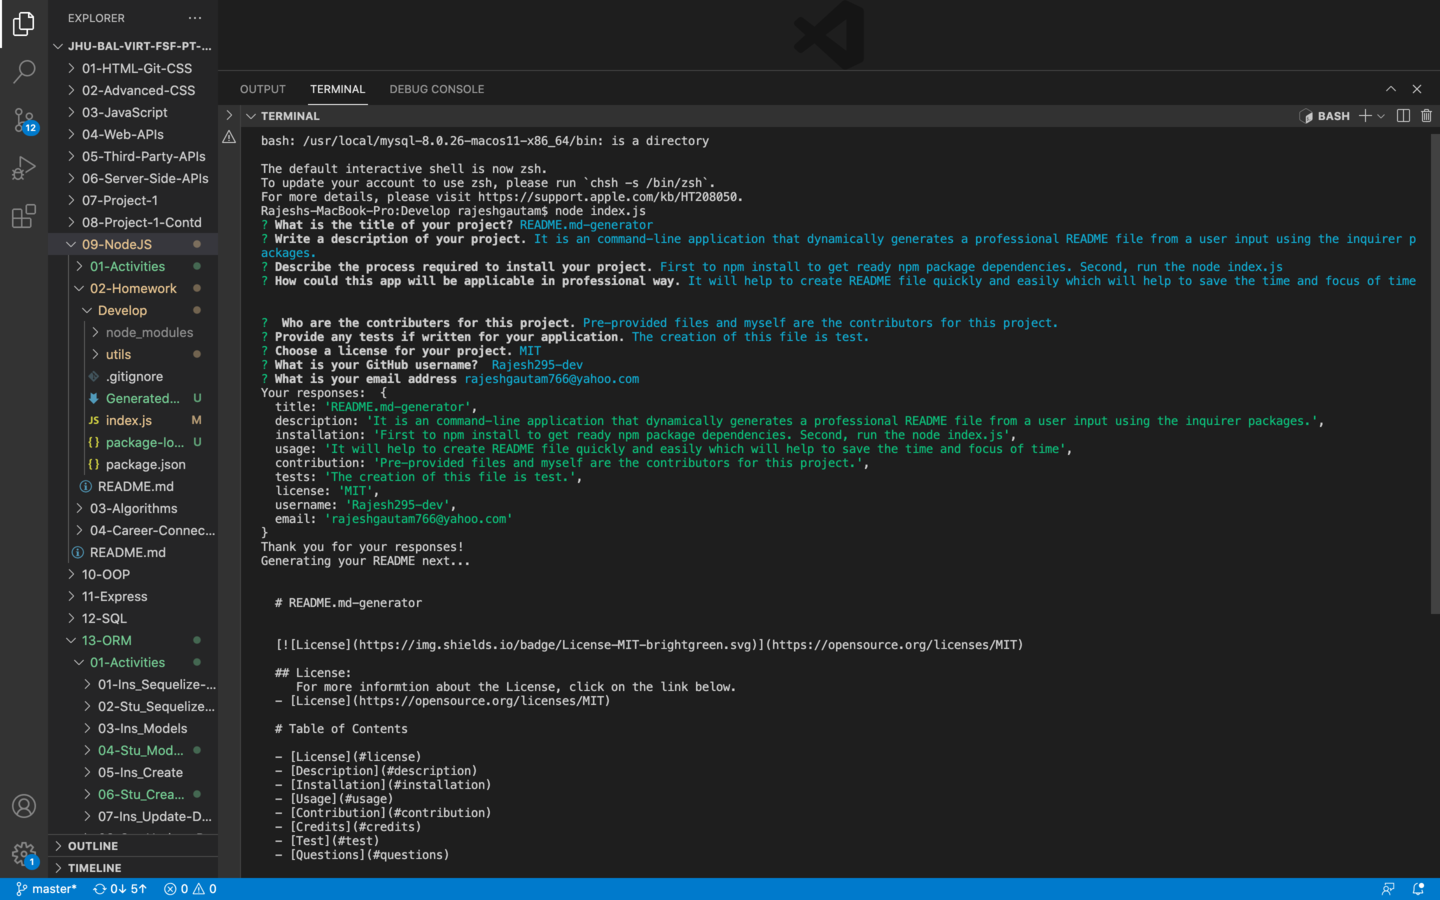 EXPLORER
JHU-BAL-VIRT-FSF-PT-...
01-HTML-Git-CSS
02-Advanced-CSS
03-JavaScript
04-Web-APIs
05-Third-Party-APIs
06-Server-Side-APIs
07-Project-1
08-Project-1-Contd
09-NodeJS
01-Activities
02-Homework
Develop
node_modules
utils
.gitignore
Generated... U
JS index.js M
{} package-lo... U
{} package.json
README.md
03-Algorithms
04-Career-Connec...
README.md
10-OOP
11-Express
12-SQL
13-ORM
01-Activities
01-Ins_Sequelize-...
02-Stu_Sequelize...
03-Ins_Models
04-Stu_Mod...
05-Ins_Create
06-Stu_Crea...
07-Ins_Update-D...
OUTLINE
TIMELINE
12
1
OUTPUT TERMINAL DEBUG CONSOLE
TERMINAL
BASH
bash: /usr/local/mysql-8.0.26-macos11-x86_64/bin: is a directory
The default interactive shell is now zsh.
To update your account to use zsh, please run `chsh -s /bin/zsh`.
For more details, please visit https://support.apple.com/kb/HT208050.
Rajeshs-MacBook-Pro:Develop rajeshgautam$ node index.js
? What is the title of your project? README.md-generator
? Write a description of your project. It is an command-line application that dynamically generates a professional README file from a user input using the inquirer p
ackages.
? Describe the process required to install your project. First to npm install to get ready npm package dependencies. Second, run the node index.js
? How could this app will be applicable in professional way. It will help to create README file quickly and easily which will help to save the time and focus of time
?  Who are the contributers for this project. Pre-provided files and myself are the contributors for this project.
? Provide any tests if written for your application. The creation of this file is test.
? Choose a license for your project. MIT
? What is your GitHub username?  Rajesh295-dev
? What is your email address rajeshgautam766@yahoo.com
Your responses:  {
title: 'README.md-generator',
description: 'It is an command-line application that dynamically generates a professional README file from a user input using the inquirer packages.',
installation: 'First to npm install to get ready npm package dependencies. Second, run the node index.js',
usage: 'It will help to create README file quickly and easily which will help to save the time and focus of time',
contribution: 'Pre-provided files and myself are the contributors for this project.',
tests: 'The creation of this file is test.',
license: 'MIT',
username: 'Rajesh295-dev',
email: 'rajeshgautam766@yahoo.com'
}
Thank you for your responses!
Generating your README next...
# README.md-generator
[![License](https://img.shields.io/badge/License-MIT-brightgreen.svg)](https://opensource.org/licenses/MIT)
## License:
For more informtion about the License, click on the link below.
- [License](https://opensource.org/licenses/MIT)
# Table of Contents
- [License](#license)
- [Description](#description)
- [Installation](#installation)
- [Usage](#usage)
- [Contribution](#contribution)
- [Credits](#credits)
- [Test](#test)
- [Questions](#questions)
master* 0↓ 5↑ 0 0